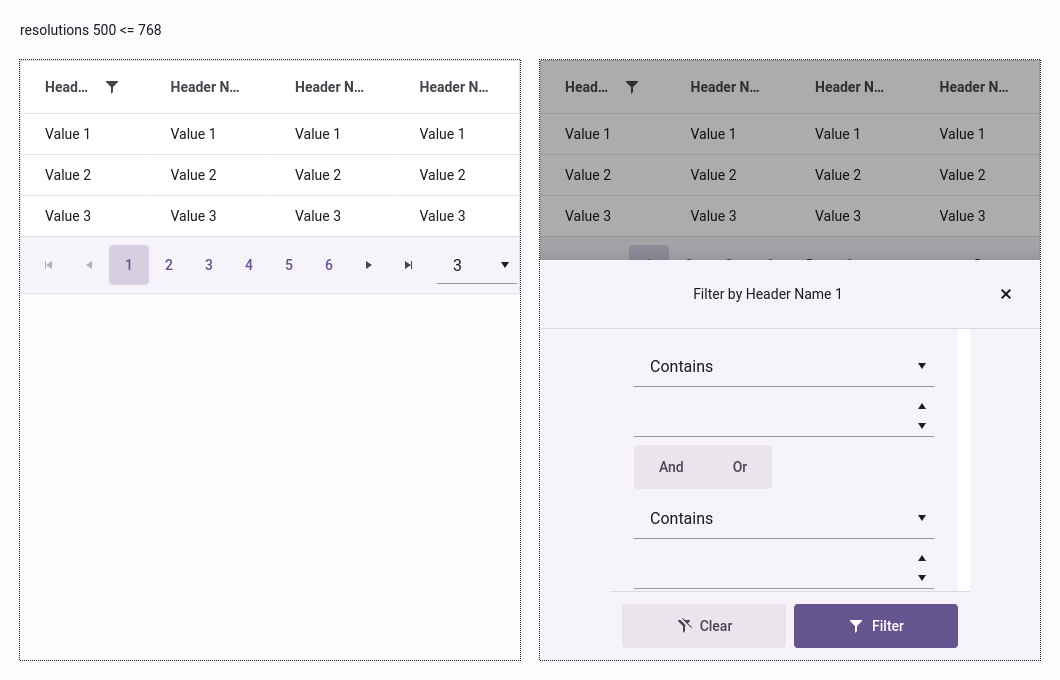 resolutions 500 <= 768
Head... Header N... Header N... Header N...
Value 1 Value 1 Value 1 Value 1
Value 2 Value 2 Value 2 Value 2
Value 3 Value 3 Value 3 Value 3
1 2 3 4 5 6 3
Head... Header N... Header N... Header N...
Value 1 Value 1 Value 1 Value 1
Value 2 Value 2 Value 2 Value 2
Value 3 Value 3 Value 3 Value 3
Filter by Header Name 1
Contains
And Or
Contains
Clear Filter